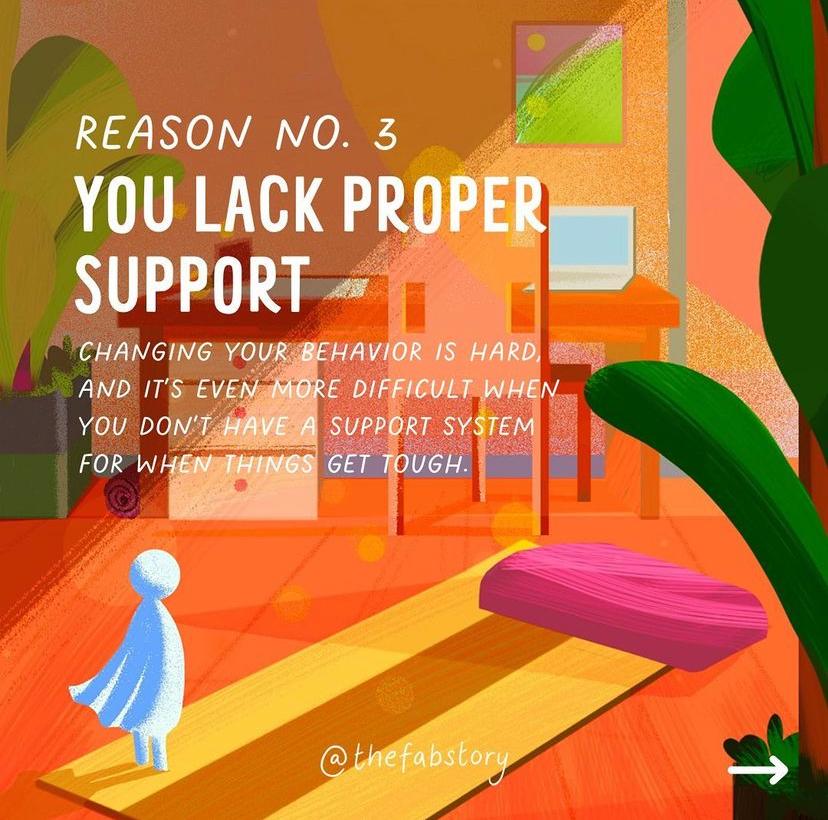 REASON NO. 3
YOU LACK PROPER
SUPPORT
CHANGING YOUR BEHAVIOR IS HARD,
AND IT'S EVEN MORE DIFFICULT WHEN
YOU DON'T HAVE A SUPPORT SYSTEM
FOR WHEN THINGS GET TOUGH.
@thefabstory